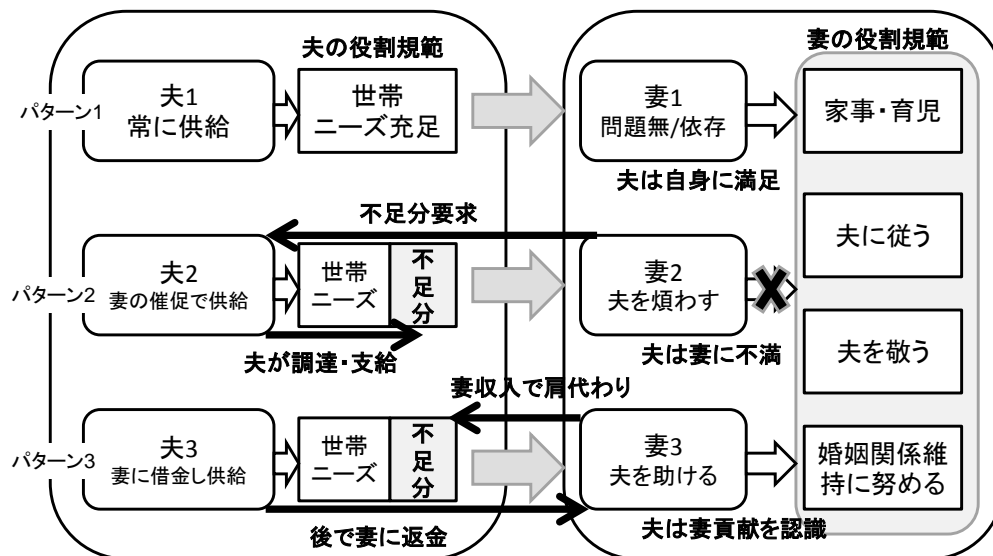 夫の役割規範
妻の役割規範
パターン1
夫1
常に供給
世帯
ニーズ充足
妻1
問題無/依存
家事・育児
夫は自身に満足
不足分要求
夫に従う
パターン2
夫2
妻の催促で供給
世帯
ニーズ
不
足
分
妻2
夫を煩わす
夫が調達・支給
夫は妻に不満
夫を敬う
妻収入で肩代わり
パターン3
夫3
妻に借金し供給
世帯
ニーズ
不
足
分
妻3
夫を助ける
婚姻関係維
持に努める
後で妻に返金
夫は妻貢献を認識